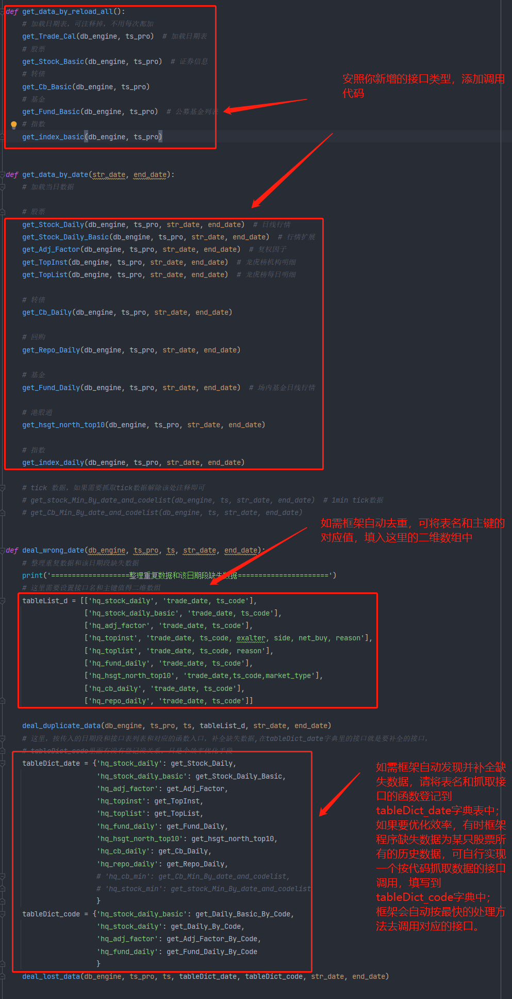 def get_data_by_reload_all():
# 加载日期表，可注释掉，不用每次都加
get_Trade_Cal(db_engine, ts_pro)  # 加载日期表
# 股票
get_Stock_Basic(db_engine, ts_pro)  # 证券信息
# 转债
get_Cb_Basic(db_engine, ts_pro)
# 基金
get_Fund_Basic(db_engine, ts_pro)  # 公募基金列表
# 指数
get_index_basic(db_engine, ts_pro)
安照你新增的接口类型，添加调用
代码
def get_data_by_date(str_date, end_date):
# 加载当日数据
# 股票
get_Stock_Daily(db_engine, ts_pro, str_date, end_date)  # 日线行情
get_Stock_Daily_Basic(db_engine, ts_pro, str_date, end_date)  # 行情扩展
get_Adj_Factor(db_engine, ts_pro, str_date, end_date)  # 复权因子
get_TopInst(db_engine, ts_pro, str_date, end_date)  # 龙虎榜机构明细
get_TopList(db_engine, ts_pro, str_date, end_date)  # 龙虎榜每日明细
# 转债
get_Cb_Daily(db_engine, ts_pro, str_date, end_date)
# 回购
get_Repo_Daily(db_engine, ts_pro, str_date, end_date)
# 基金
get_Fund_Daily(db_engine, ts_pro, str_date, end_date)  # 场内基金日线行情
# 港股通
get_hsgt_north_top10(db_engine, ts_pro, str_date, end_date)
# 指数
get_index_daily(db_engine, ts_pro, str_date, end_date)
# tick 数据，如果需要抓取tick数据解除该处注释即可
# get_stock_Min_By_date_and_codelist(db_engine, ts, str_date, end_date)  # 1min tick数据
# get_Cb_Min_By_date_and_codelist(db_engine, ts, str_date, end_date)
如需框架自动去重，可将表名和主键的
对应值，填入这里的二维数组中
def deal_wrong_date(db_engine, ts_pro, ts, str_date, end_date):
# 整理重复数据和该日期段缺失数据
print('===================整理重复数据和该日期段缺失数据======================')
# 这里需要设置接口名和主键值得二维数组
tableList_d = [['hq_stock_daily', 'trade_date, ts_code'],
['hq_stock_daily_basic', 'trade_date, ts_code'],
['hq_adj_factor', 'trade_date, ts_code'],
['hq_topinst', 'trade_date, ts_code, exalter, side, net_buy, reason'],
['hq_toplist', 'trade_date, ts_code, reason'],
['hq_fund_daily', 'trade_date, ts_code'],
['hq_hsgt_north_top10', 'trade_date,ts_code,market_type'],
['hq_cb_daily', 'trade_date, ts_code'],
['hq_repo_daily', 'trade_date, ts_code']]
deal_duplicate_data(db_engine, ts_pro, ts, tableList_d, str_date, end_date)
# 这里，按传入的日期段和接口表列表和对应的函数入口，补全缺失数据,在tableDict_date字典里的接口就是要补全的接口，
# tableDict_code里面有没有登记没关系，只是个效率优化手段
tableDict_date = {'hq_stock_daily': get_Stock_Daily,
'hq_stock_daily_basic': get_Stock_Daily_Basic,
'hq_adj_factor': get_Adj_Factor,
'hq_topinst': get_TopInst,
'hq_toplist': get_TopList,
'hq_fund_daily': get_Fund_Daily,
'hq_hsgt_north_top10': get_hsgt_north_top10,
'hq_cb_daily': get_Cb_Daily,
'hq_repo_daily': get_Repo_Daily,
# 'hq_cb_min': get_Cb_Min_By_date_and_codelist,
# 'hq_stock_min': get_stock_Min_By_date_and_codelist
}
tableDict_code = {'hq_stock_daily_basic': get_Daily_Basic_By_Code,
'hq_stock_daily': get_Daily_By_Code,
'hq_adj_factor': get_Adj_Factor_By_Code,
'hq_fund_daily': get_Fund_Daily_By_Code
}
deal_lost_data(db_engine, ts_pro, ts, tableDict_date, tableDict_code, str_date, end_date)
如需框架自动发现并补全缺
失数据，请将表名和抓取接
口的函数登记到
tableDict_date字典表中；
如果要优化效率，有时框架
程序缺失数据为某只股票所
有的历史数据，可自行实现
一个按代码抓取数据的接口
调用，填写到
tableDict_code字典中；
框架会自动按最快的处理方
法去调用对应的接口。